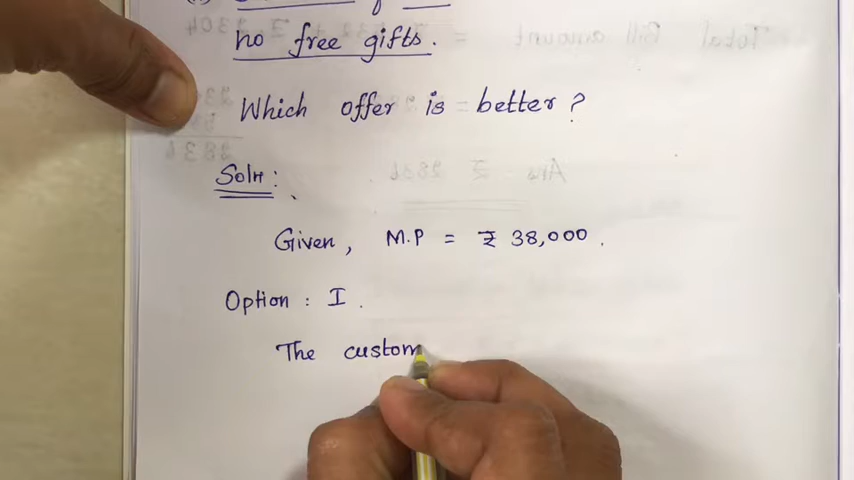 no free gifts.
Which offer is better?
Soln:
Given, M.P = ₹ 38,000.
Option : I.
The custom